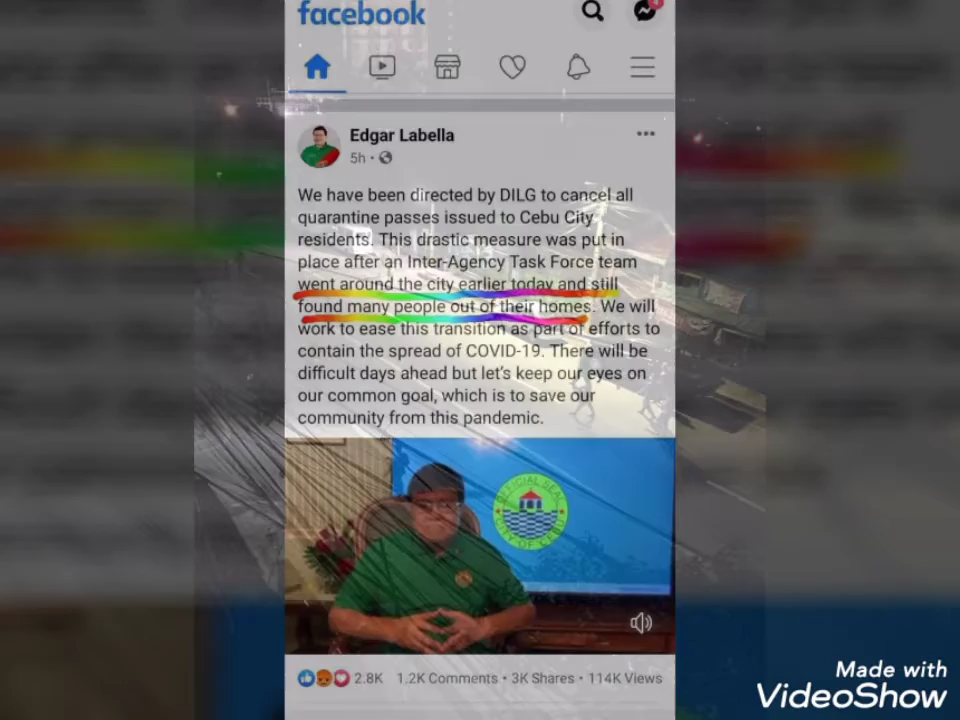 facebook
Edgar Labella
5h
We have been directed by DILG to cancel all
quarantine passes issued to Cebu City
residents. This drastic measure was put in
place after an Inter-Agency Task Force team
went around the city earlier today and still
found many people out of their homes. We will
work to ease this transition as part of efforts to
contain the spread of COVID-19. There will be
difficult days ahead but let's keep our eyes on
our common goal, which is to save our
community from this pandemic.
OFFICIAL SEAL
CITY OF CEBU
2.8K 1.2K Comments • 3K Shares • 114K Views
Made with
VideoShow